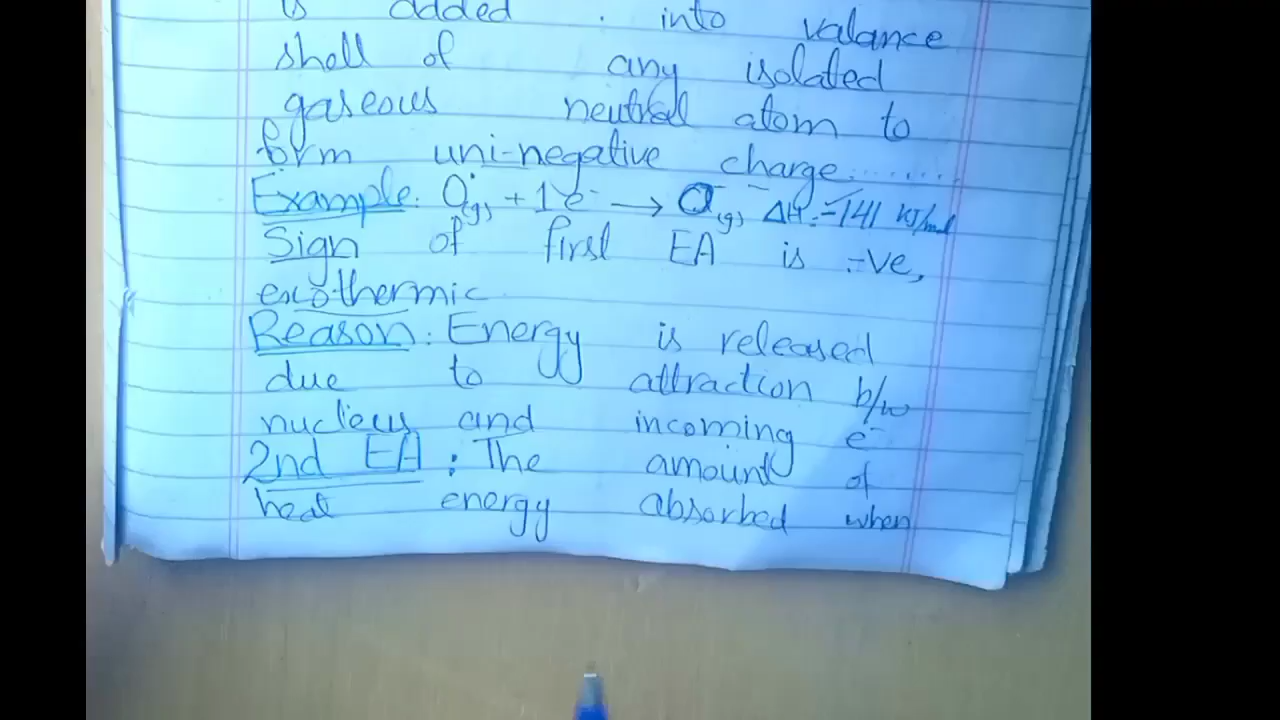 is added . into valance
shell of any isolated
gaseous neutral atom to
form uni-negative charge........
Example: O(g) + 1e⁻ → O⁻(g) ΔH = -141 kJ/mol
Sign of first EA is -ve,
exothermic
Reason: Energy is released
due to attraction b/w
nucleus and incoming e⁻
2nd EA : The amount of
heat energy absorbed when